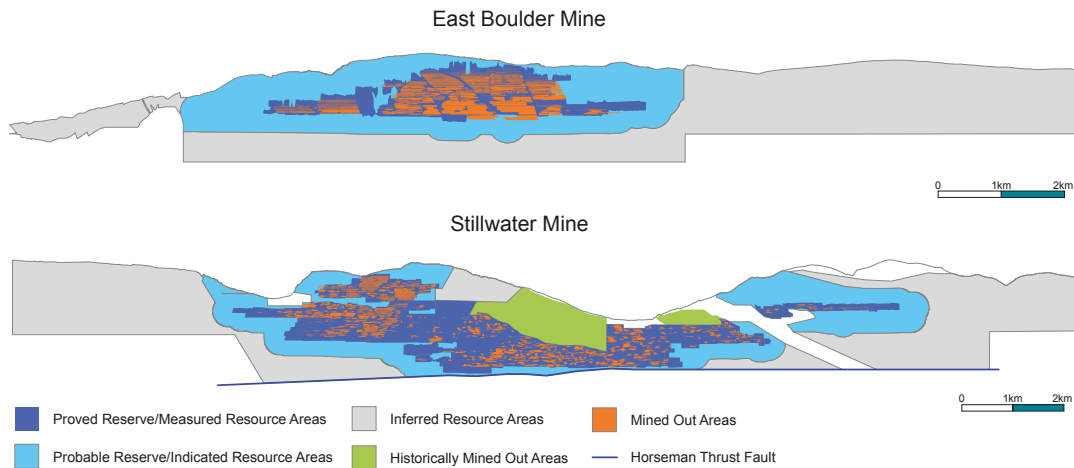 East Boulder Mine
0 1km 2km
Stillwater Mine
0 1km 2km
Proved Reserve/Measured Resource Areas
Inferred Resource Areas
Mined Out Areas
Probable Reserve/Indicated Resource Areas
Historically Mined Out Areas
Horseman Thrust Fault